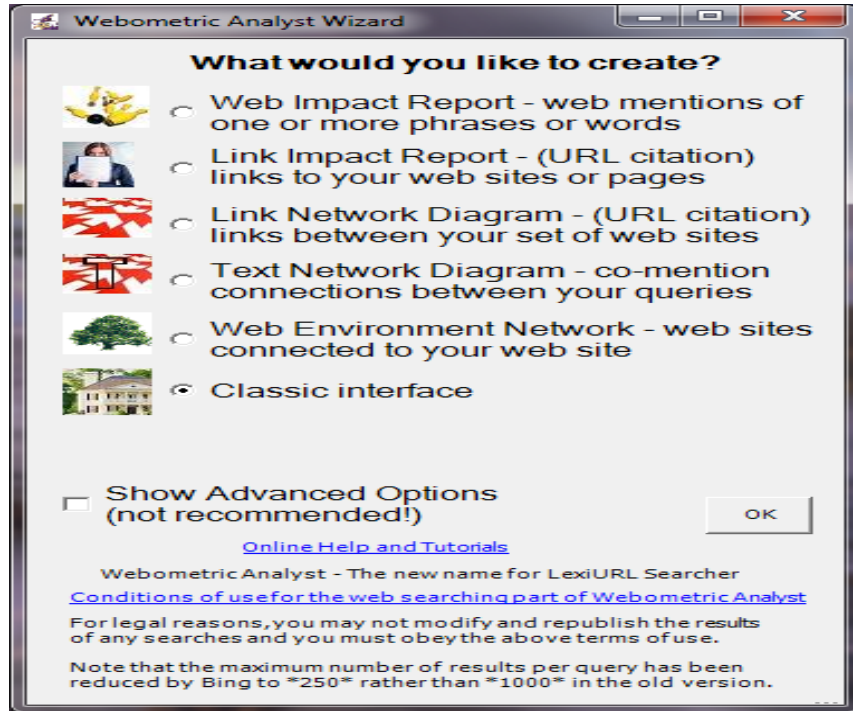 Webometric Analyst Wizard
What would you like to create?
Web Impact Report - web mentions of
one or more phrases or words
Link Impact Report - (URL citation)
links to your web sites or pages
Link Network Diagram - (URL citation)
links between your set of web sites
T
Text Network Diagram - co-mention
connections between your queries
Web Environment Network - web sites
connected to your web site
Classic interface
Show Advanced Options
(not recommended!)
OK
Online Help and Tutorials
Webometric Analyst - The new name for LexiURL Searcher
Conditions of use for the web searching part of Webometric Analyst
For legal reasons, you may not modify and republish the results
of any searches and you must obey the above terms of use.
Note that the maximum number of results per query has been
reduced by Bing to *250* rather than *1000* in the old version.